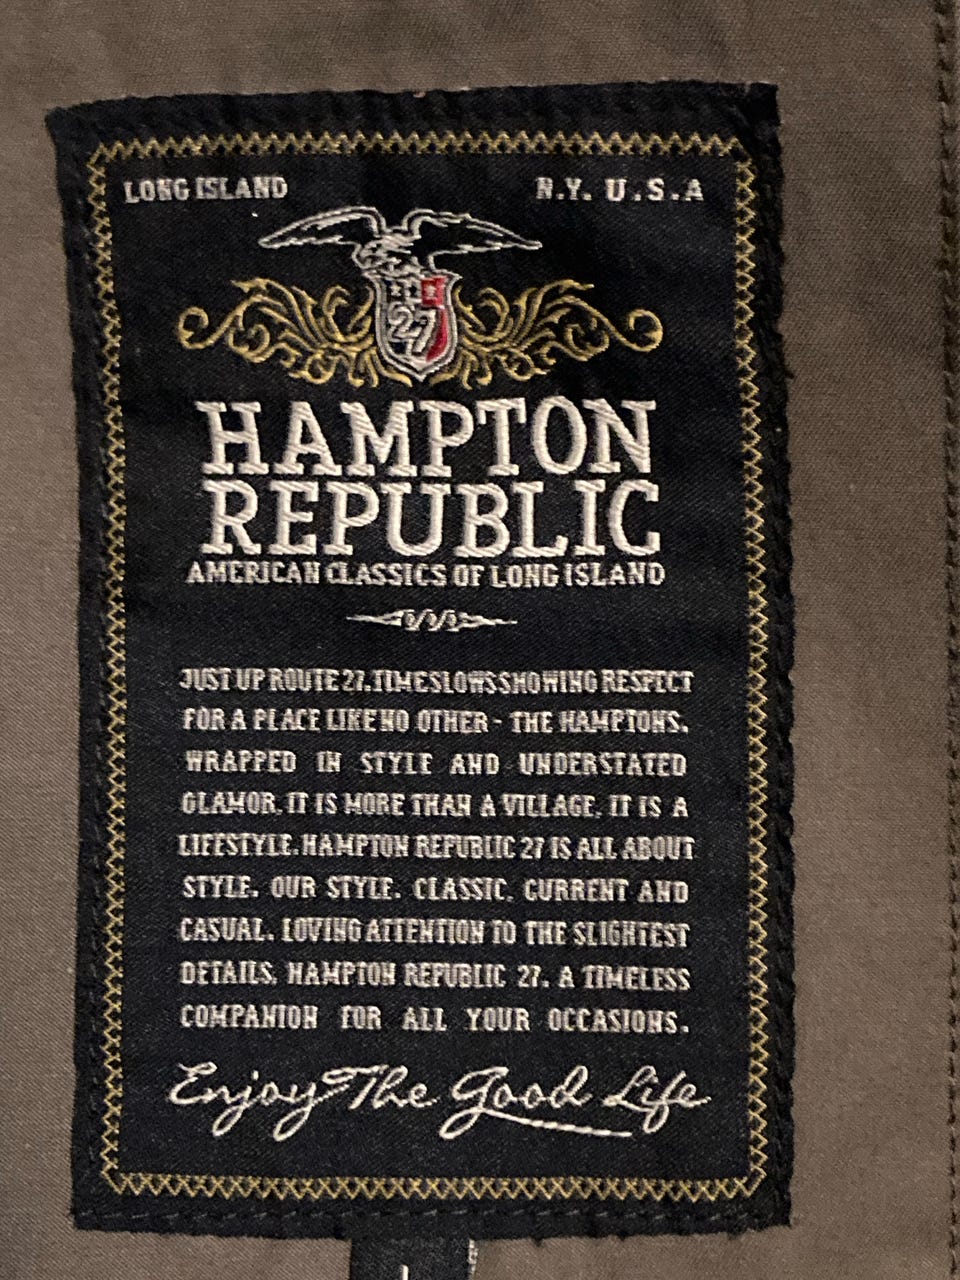 LONG ISLAND N.Y. U.S.A
27
HAMPTON
REPUBLIC
AMERICAN CLASSICS OF LONG ISLAND
JUST UP ROUTE 27. TIME SLOWS SHOWING RESPECT
FOR A PLACE LIKE NO OTHER - THE HAMPTONS.
WRAPPED IN STYLE AND UNDERSTATED
GLAMOR. IT IS MORE THAN A VILLAGE. IT IS A
LIFESTYLE. HAMPTON REPUBLIC 27 IS ALL ABOUT
STYLE. OUR STYLE. CLASSIC, CURRENT AND
CASUAL. LOVING ATTENTION TO THE SLIGHTEST
DETAILS. HAMPTON REPUBLIC 27. A TIMELESS
COMPANION FOR ALL YOUR OCCASIONS.
Enjoy The Good Life